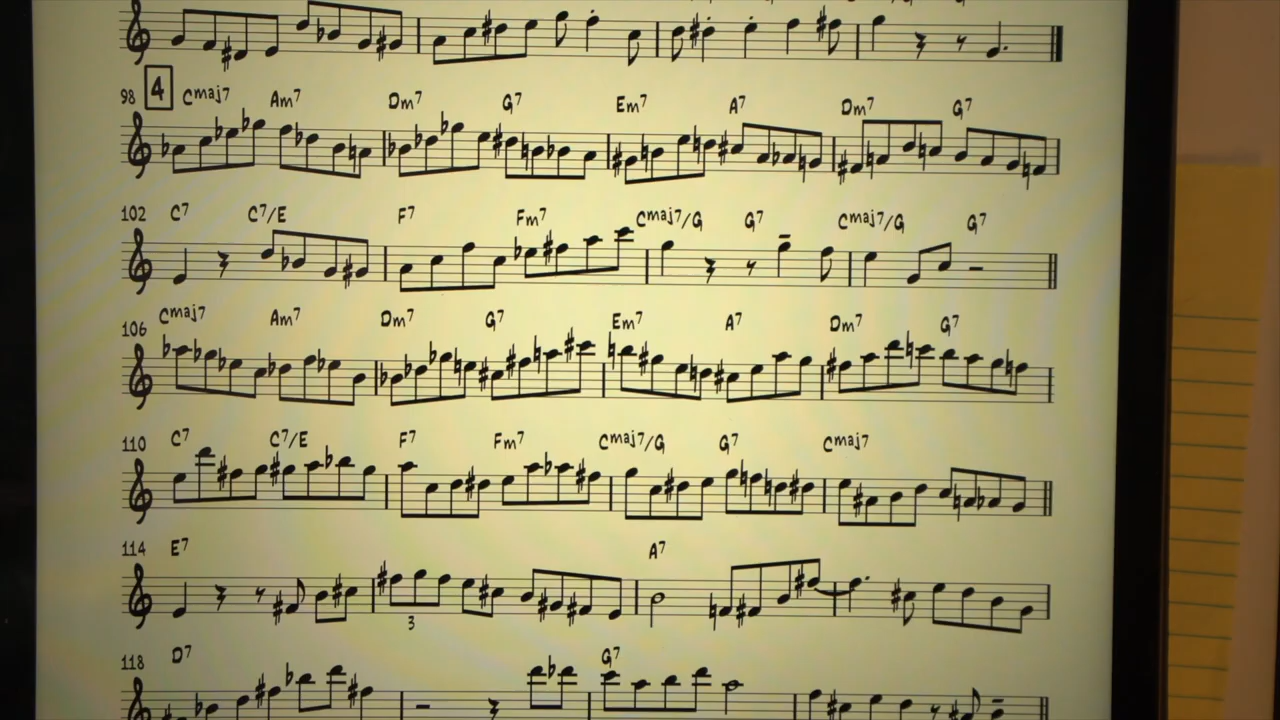 98 4 Cmaj7 Am7 Dm7 G7 Em7 A7 Dm7 G7
102 C7 C7/E F7 Fm7 Cmaj7/G G7 Cmaj7/G G7
106 Cmaj7 Am7 Dm7 G7 Em7 A7 Dm7 G7
110 C7 C7/E F7 Fm7 Cmaj7/G G7 Cmaj7
114 E7 A7
3
118 D7 G7